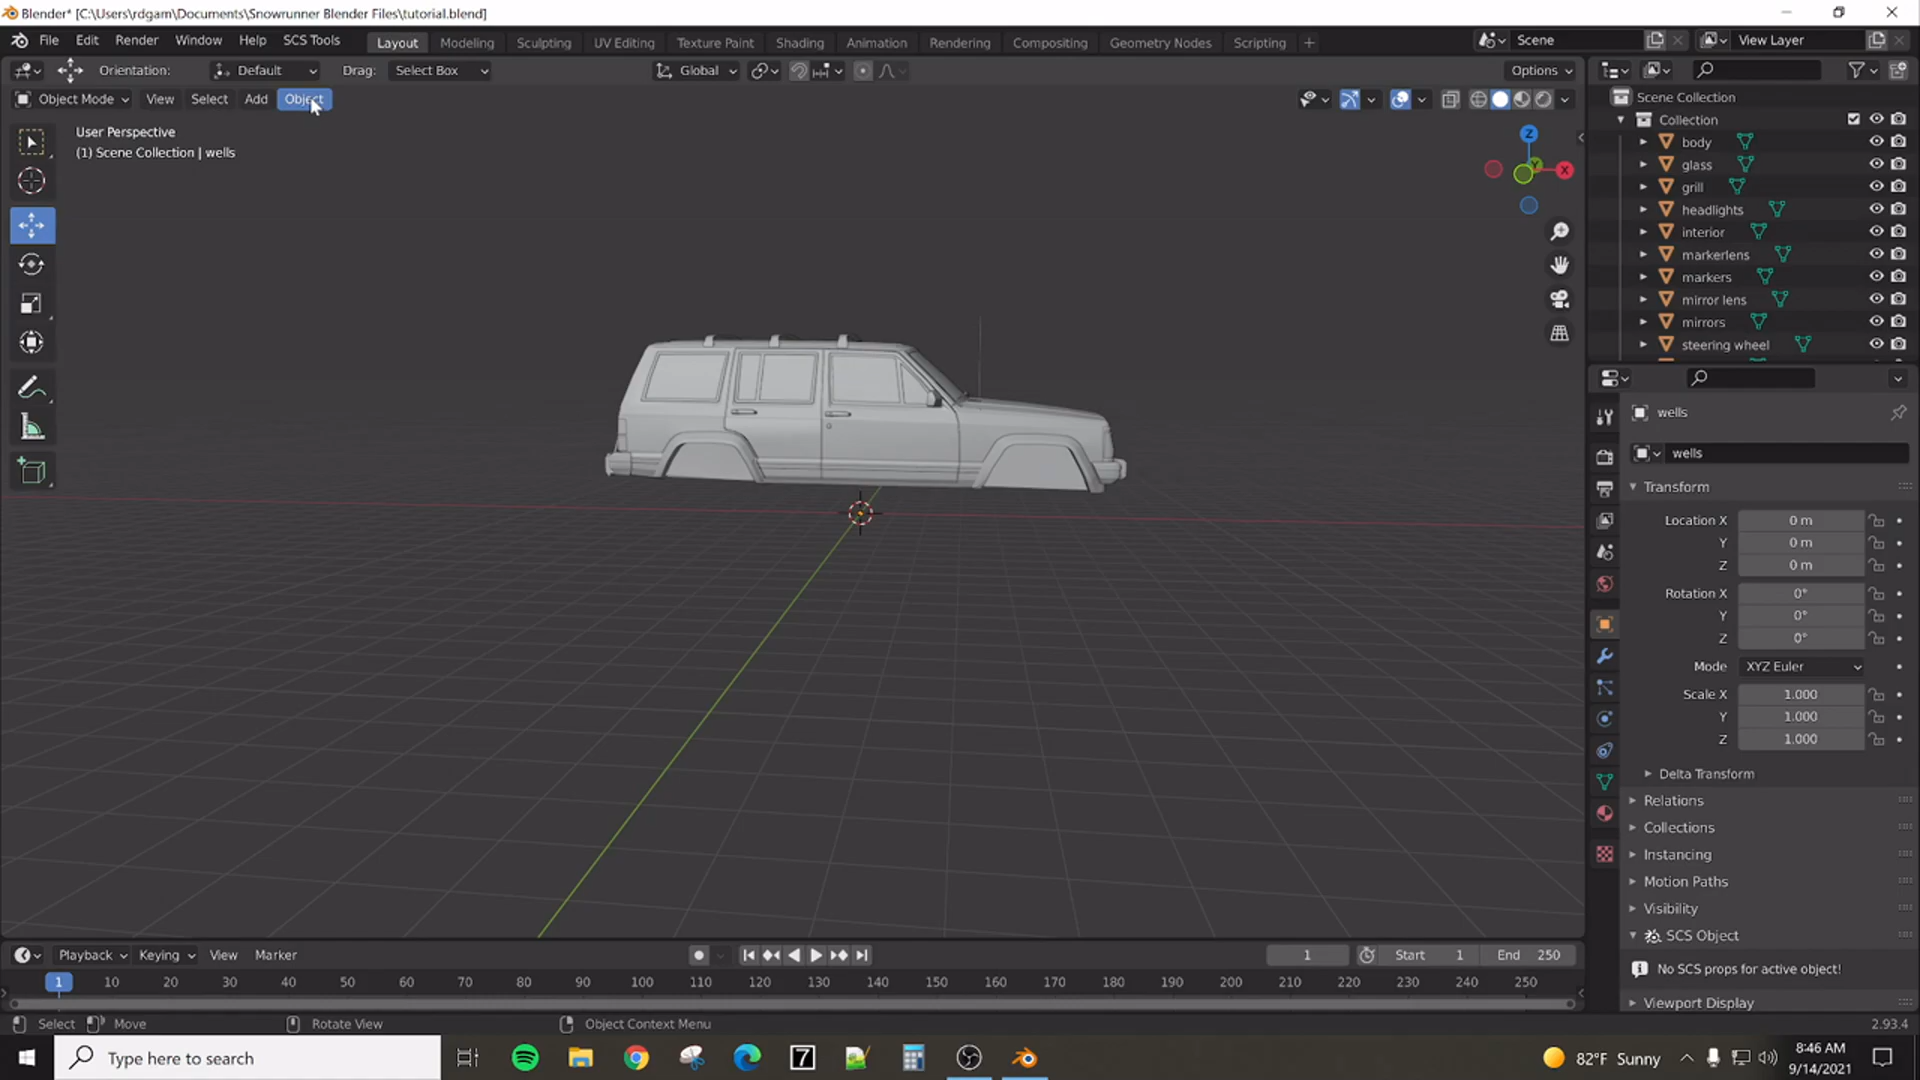 Blender* [C:\Users\rdgam\Documents\Snowrunner Blender Files\tutorial.blend]
File Edit Render Window Help SCS Tools Layout Modeling Sculpting UV Editing Texture Paint Shading Animation Rendering Compositing Geometry Nodes Scripting + Scene View Layer
Orientation: Default Drag: Select Box Global Options
Object Mode View Select Add Object
User Perspective
(1) Scene Collection | wells
Z
Y
X
Scene Collection
Collection
body
glass
grill
headlights
interior
markerlens
markers
mirror lens
mirrors
steering wheel
wells
wells
Transform
Location X 0 m
Y 0 m
Z 0 m
Rotation X 0°
Y 0°
Z 0°
Mode XYZ Euler
Scale X 1.000
Y 1.000
Z 1.000
Delta Transform
Relations
Collections
Instancing
Motion Paths
Visibility
SCS Object
No SCS props for active object!
Viewport Display
Playback Keying View Marker 1 Start 1 End 250
1 10 20 30 40 50 60 70 80 90 100 110 120 130 140 150 160 170 180 190 200 210 220 230 240 250
Select Move Rotate View Object Context Menu 2.93.4
Type here to search 7 82°F Sunny 8:46 AM
9/14/2021